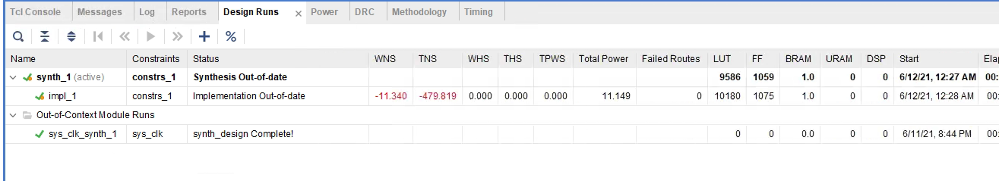 Tcl Console Messages Log Reports Design Runs × Power DRC Methodology Timing
Name Constraints Status WNS TNS WHS THS TPWS Total Power Failed Routes LUT FF BRAM URAM DSP Start Elap
synth_1 (active) constrs_1 Synthesis Out-of-date 9586 1059 1.0 0 0 6/12/21, 12:27 AM 00:
impl_1 constrs_1 Implementation Out-of-date -11.340 -479.819 0.000 0.000 0.000 11.149 0 10180 1075 1.0 0 0 6/12/21, 12:28 AM 00:
Out-of-Context Module Runs
sys_clk_synth_1 sys_clk synth_design Complete! 0 0 0.0 0 0 6/11/21, 8:44 PM 00: